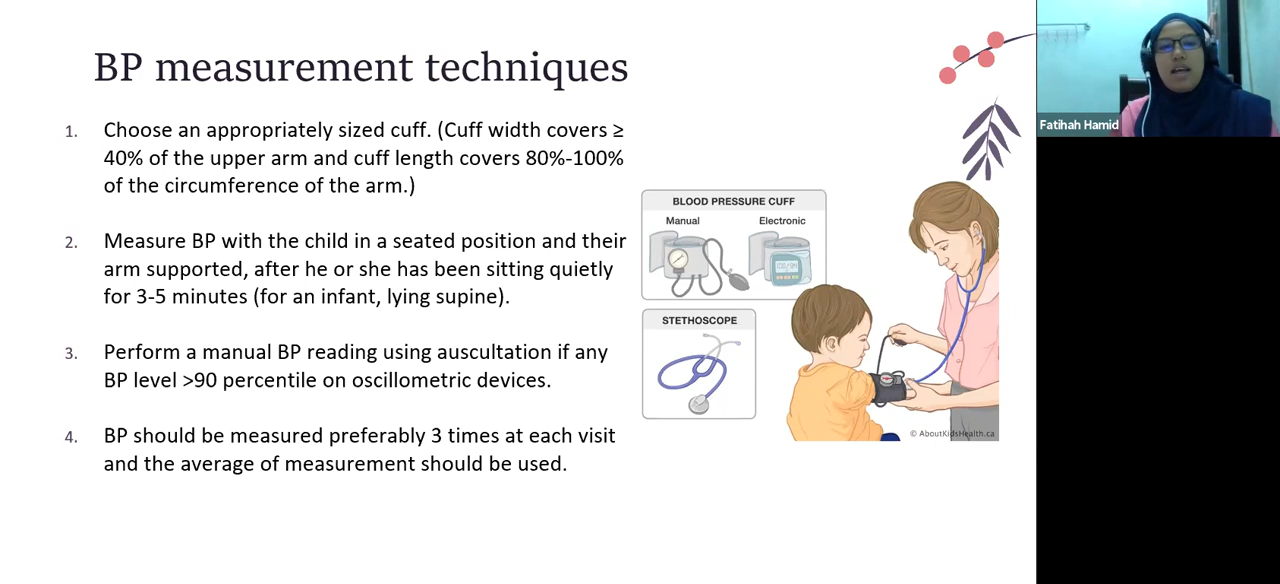 BP measurement techniques
1. Choose an appropriately sized cuff. (Cuff width covers ≥
40% of the upper arm and cuff length covers 80%-100%
of the circumference of the arm.)
2. Measure BP with the child in a seated position and their
arm supported, after he or she has been sitting quietly
for 3-5 minutes (for an infant, lying supine).
3. Perform a manual BP reading using auscultation if any
BP level >90 percentile on oscillometric devices.
4. BP should be measured preferably 3 times at each visit
and the average of measurement should be used.
BLOOD PRESSURE CUFF
Manual Electronic
STETHOSCOPE
© AboutKidsHealth.ca
Fatihah Hamid